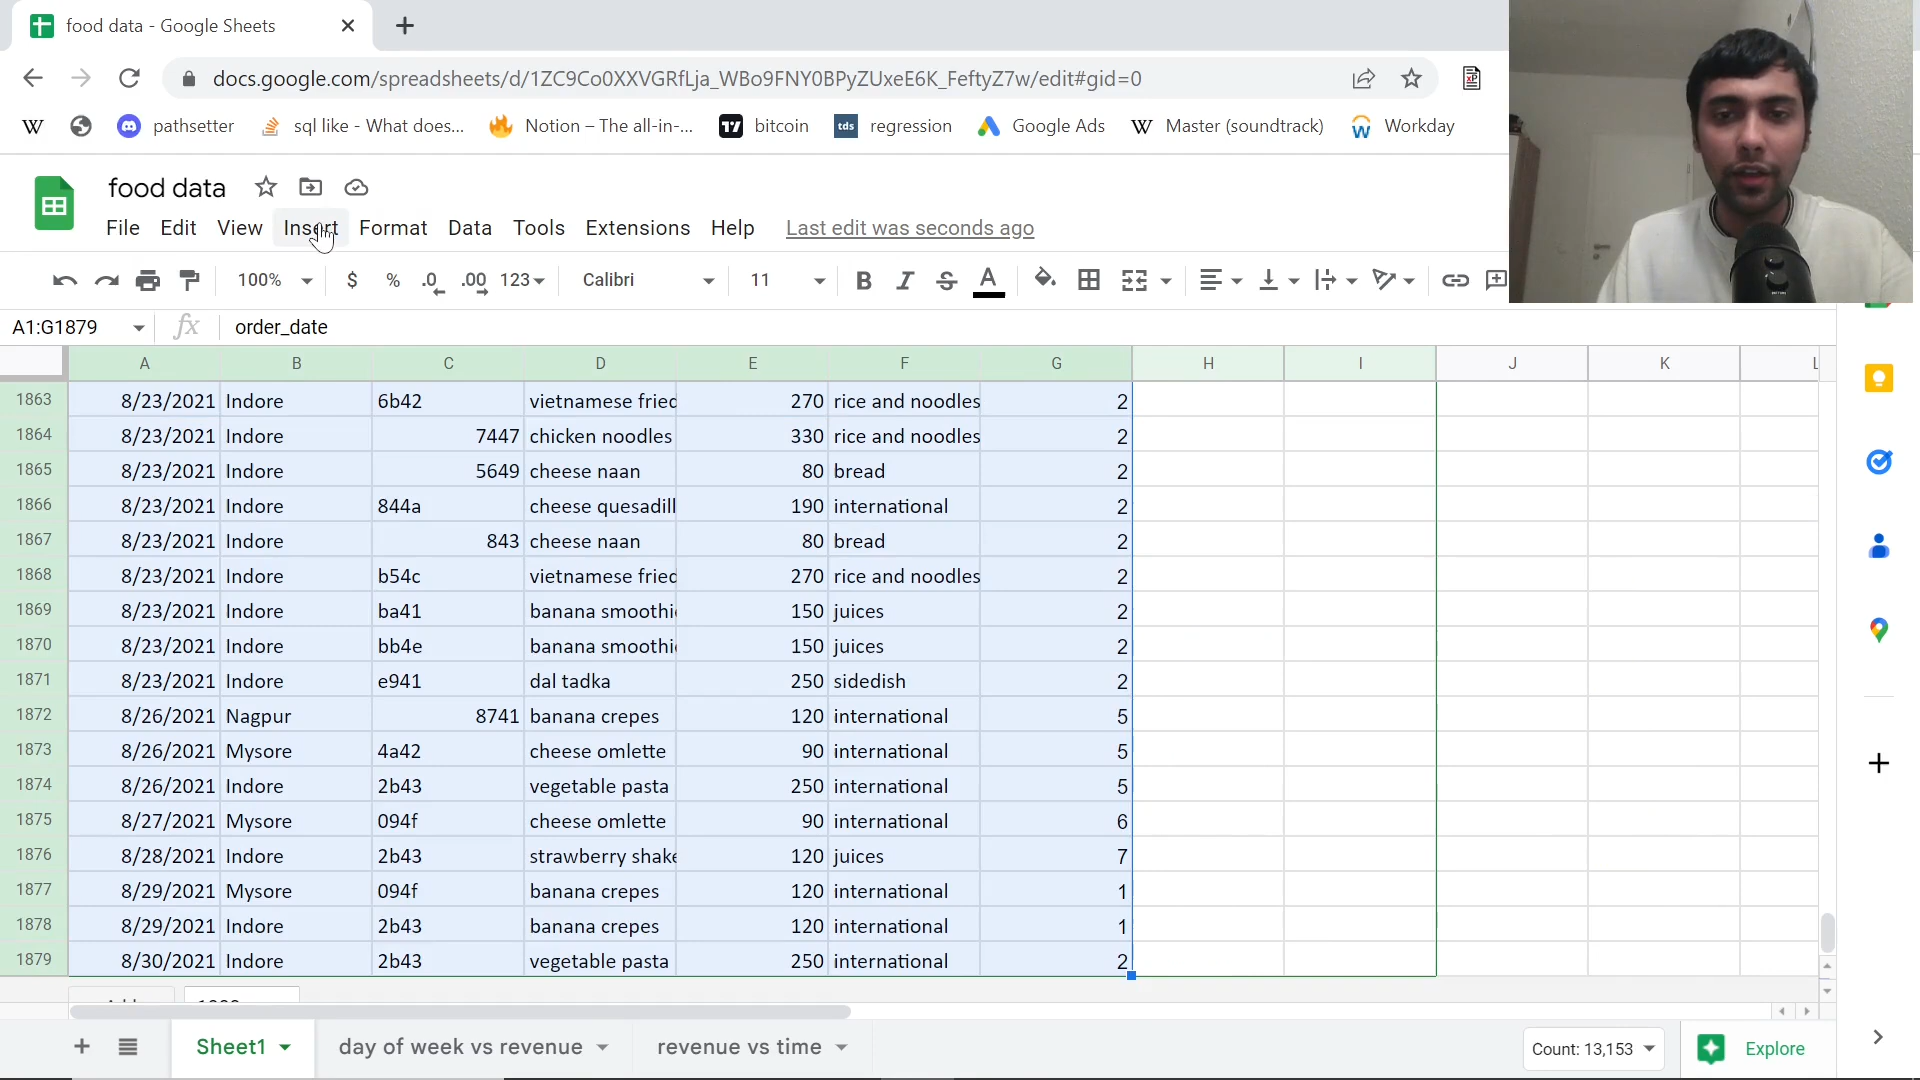 food data - Google Sheets
docs.google.com/spreadsheets/d/1ZC9Co0XXVGRfLja_WBo9FNY0BPyZUxeE6K_FeftyZ7w/edit#gid=0
W pathsetter sql like - What does... Notion – The all-in-... bitcoin tds regression Google Ads W Master (soundtrack) w Workday
food data
File Edit View Insert Format Data Tools Extensions Help Last edit was seconds ago
100% $ % .0 .00 123 Calibri 11 B I S A
A1:G1879 fx order_date
A B C D E F G H I J K L
1863 8/23/2021 Indore 6b42 vietnamese fried 270 rice and noodles 2
1864 8/23/2021 Indore 7447 chicken noodles 330 rice and noodles 2
1865 8/23/2021 Indore 5649 cheese naan 80 bread 2
1866 8/23/2021 Indore 844a cheese quesadill 190 international 2
1867 8/23/2021 Indore 843 cheese naan 80 bread 2
1868 8/23/2021 Indore b54c vietnamese fried 270 rice and noodles 2
1869 8/23/2021 Indore ba41 banana smoothi 150 juices 2
1870 8/23/2021 Indore bb4e banana smoothi 150 juices 2
1871 8/23/2021 Indore e941 dal tadka 250 sidedish 2
1872 8/26/2021 Nagpur 8741 banana crepes 120 international 5
1873 8/26/2021 Mysore 4a42 cheese omlette 90 international 5
1874 8/26/2021 Indore 2b43 vegetable pasta 250 international 5
1875 8/27/2021 Mysore 094f cheese omlette 90 international 6
1876 8/28/2021 Indore 2b43 strawberry shake 120 juices 7
1877 8/29/2021 Mysore 094f banana crepes 120 international 1
1878 8/29/2021 Indore 2b43 banana crepes 120 international 1
1879 8/30/2021 Indore 2b43 vegetable pasta 250 international 2
Sheet1 day of week vs revenue revenue vs time Count: 13,153 Explore